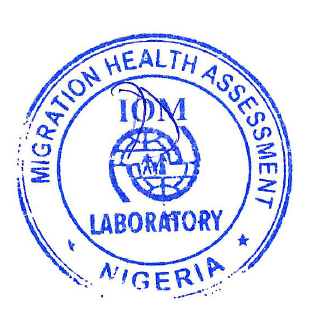 MIGRATION HEALTH ASSESSMENT
IOM
LABORATORY
NIGERIA